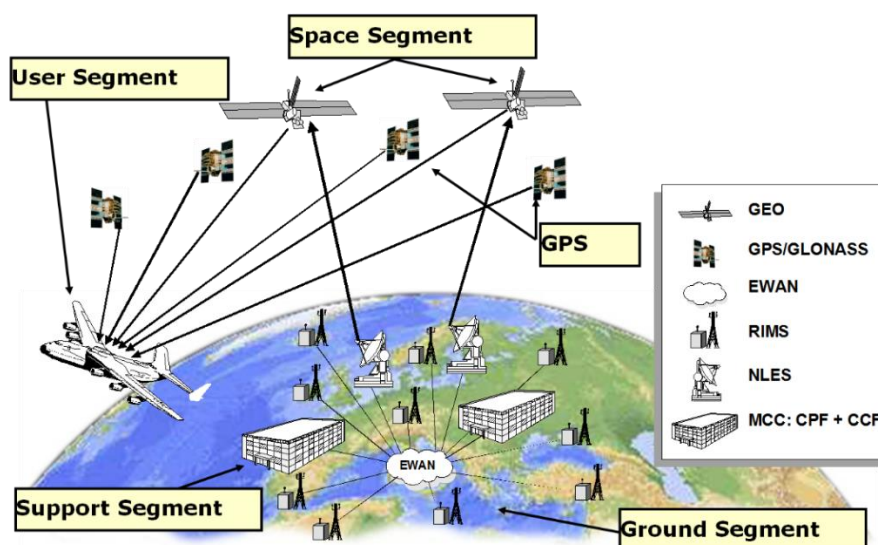 Space Segment
User Segment
GPS
GEO
GPS/GLONASS
EWAN
RIMS
NLES
MCC: CPF + CCF
EWAN
Support Segment
Ground Segment